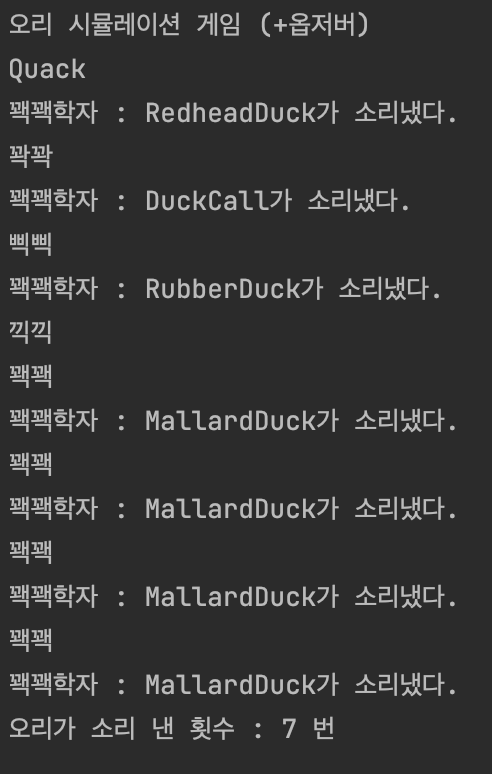 오리 시뮬레이션 게임 (+옵저버)
Quack
꽥꽥학자 : RedheadDuck가 소리냈다.
꽉꽉
꽥꽥학자 : DuckCall가 소리냈다.
삑삑
꽥꽥학자 : RubberDuck가 소리냈다.
끽끽
꽥꽥
꽥꽥학자 : MallardDuck가 소리냈다.
꽥꽥
꽥꽥학자 : MallardDuck가 소리냈다.
꽥꽥
꽥꽥학자 : MallardDuck가 소리냈다.
꽥꽥
꽥꽥학자 : MallardDuck가 소리냈다.
오리가 소리 낸 횟수 : 7 번